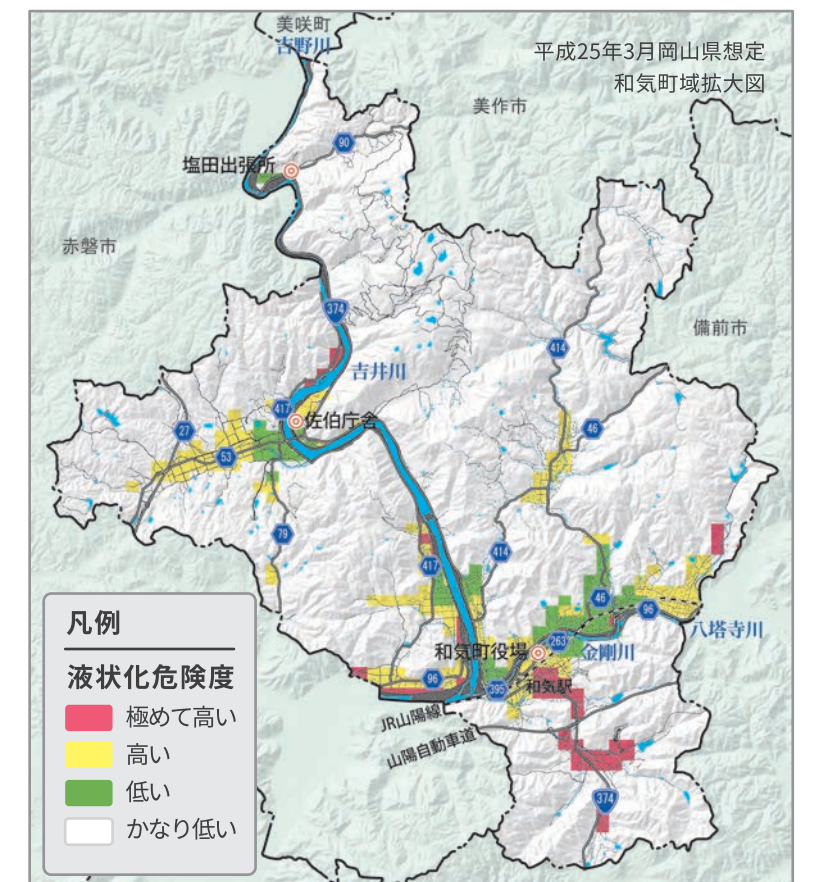 美咲町
吉野川
平成25年3月岡山県想定
和気町域拡大図
美作市
90
塩田出張所
赤磐市
374
備前市
414
吉井川
417
佐伯庁舎
27
46
53
79
414
417
46
96
八塔寺川
263
金剛川
和気町役場
96
395
和気駅
JR山陽線
山陽自動車道
374
凡例
液状化危険度
極めて高い
高い
低い
かなり低い